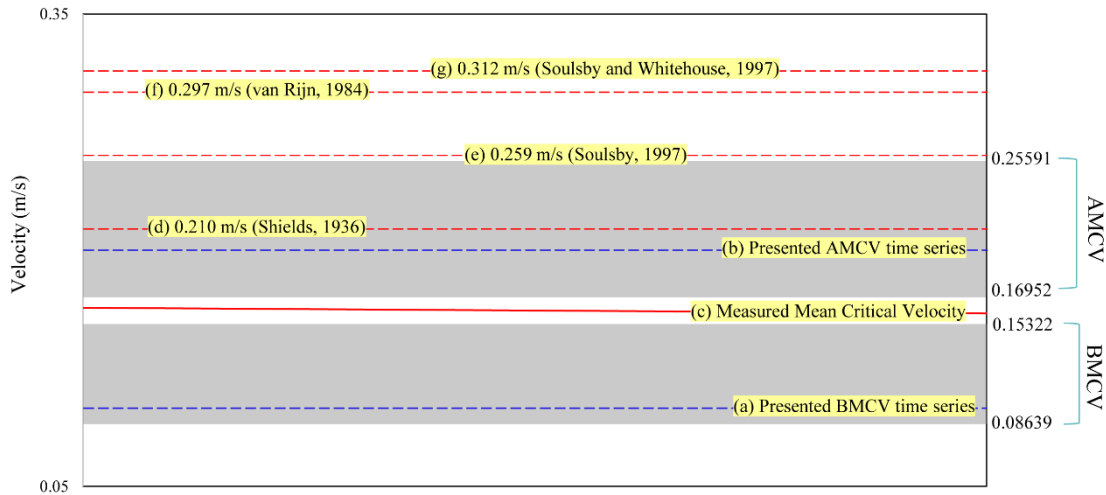 0.35
(g) 0.312 m/s (Soulsby and Whitehouse, 1997)
(f) 0.297 m/s (van Rijn, 1984)
(e) 0.259 m/s (Soulsby, 1997)
0.25591
(d) 0.210 m/s (Shields, 1936)
(b) Presented AMCV time series
AMCV
Velocity (m/s)
0.16952
(c) Measured Mean Critical Velocity
0.15322
BMCV
(a) Presented BMCV time series
0.08639
0.05